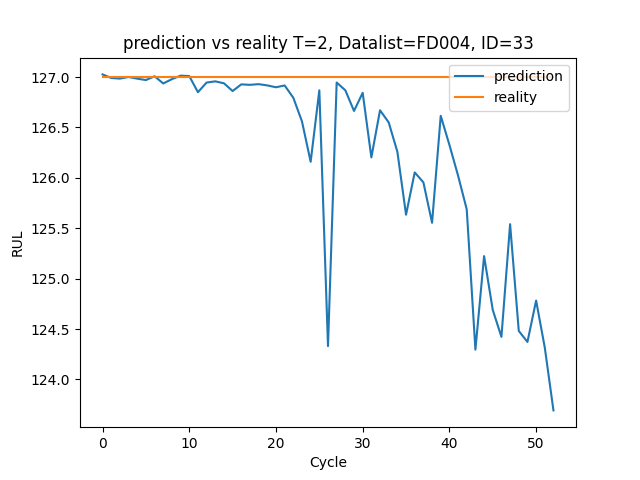 prediction vs reality T=2, Datalist=FD004, ID=33
prediction
reality
127.0
126.5
126.0
125.5
125.0
124.5
124.0
RUL
0 10 20 30 40 50
Cycle